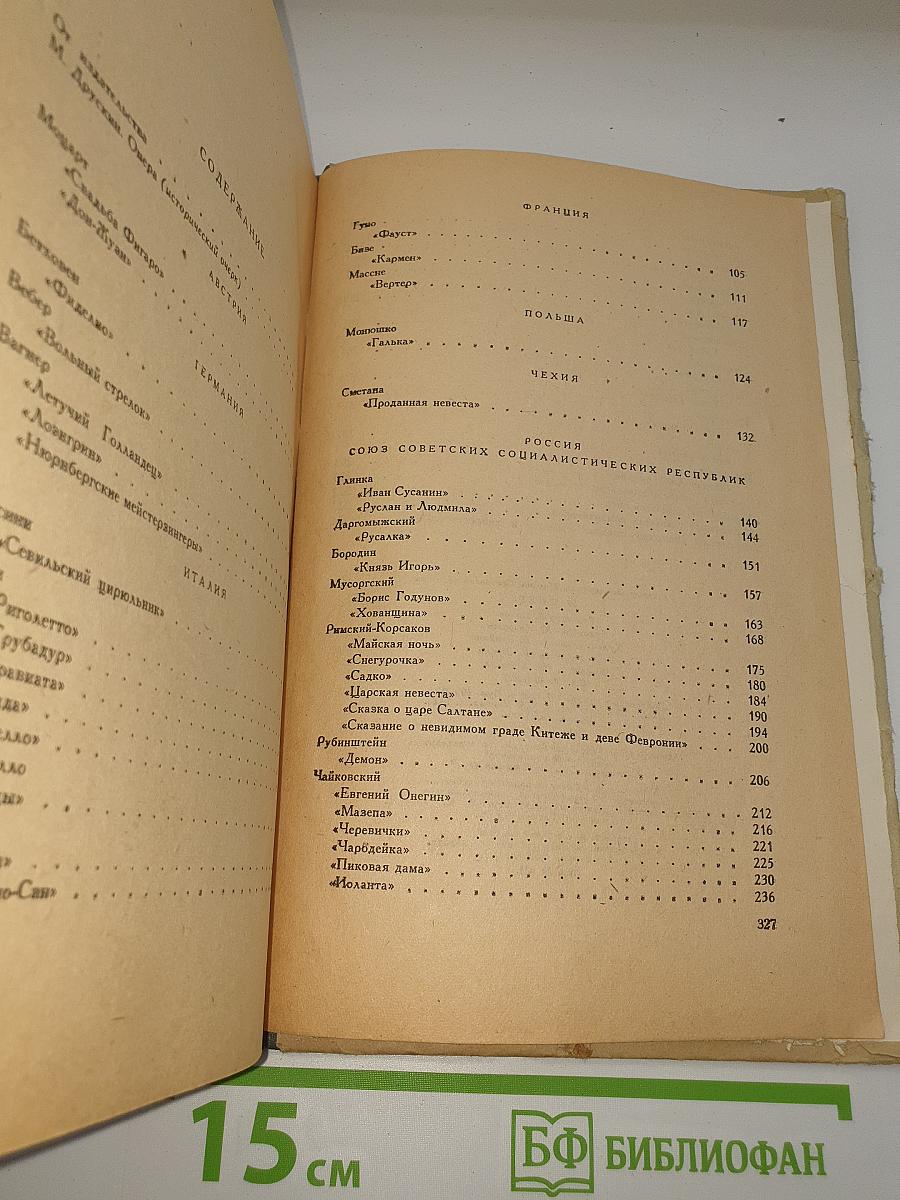 СОДЕРЖАНИЕ
От издательства
М. Друскин. Опера (исторический очерк)
АВСТРИЯ
Моцарт
«Свадьба Фигаро»
«Дон-Жуан»
ГЕРМАНИЯ
Бетховен
«Фиделио»
Вебер
«Вольный стрелок»
Вагнер
«Летучий Голландец»
«Лоэнгрин»
«Нюрнбергские мейстерзингеры»
ИТАЛИЯ
«Севильский цирюльник»
ФРАНЦИЯ
Гуно
«Фауст» 105
Бизе
«Кармен» 111
Массне
«Вертер» 117
ПОЛЬША
Монюшко
«Галька» 124
ЧЕХИЯ
Сметана
«Проданная невеста» 132
РОССИЯ
СОЮЗ СОВЕТСКИХ СОЦИАЛИСТИЧЕСКИХ РЕСПУБЛИК
Глинка
«Иван Сусанин» 140
«Руслан и Людмила» 144
Даргомыжский
«Русалка» 151
Бородин
«Князь Игорь» 157
Мусоргский
«Борис Годунов» 163
«Хованщина» 168
Римский-Корсаков
«Майская ночь» 175
«Снегурочка» 180
«Садко» 184
«Царская невеста» 190
«Сказка о царе Салтане» 194
«Сказание о невидимом граде Китеже и деве Февронии» 200
Рубинштейн
«Демон» 206
Чайковский
«Евгений Онегин» 212
«Мазепа» 216
«Черевички» 221
«Чародейка» 225
«Пиковая дама» 230
«Иоланта» 236
327
15 см
БФ БИБЛИОФАН